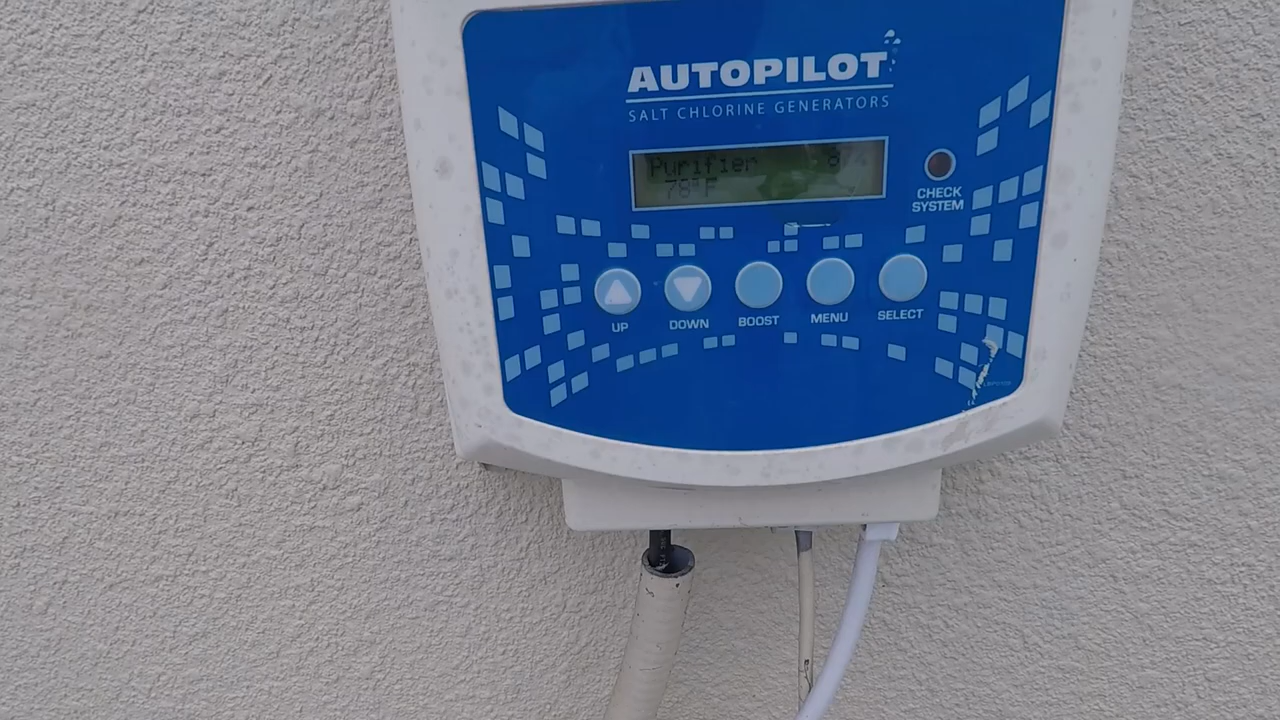 AUTOPILOT
SALT CHLORINE GENERATORS
Purifier
78°F
CHECK
SYSTEM
UP
DOWN
BOOST
MENU
SELECT